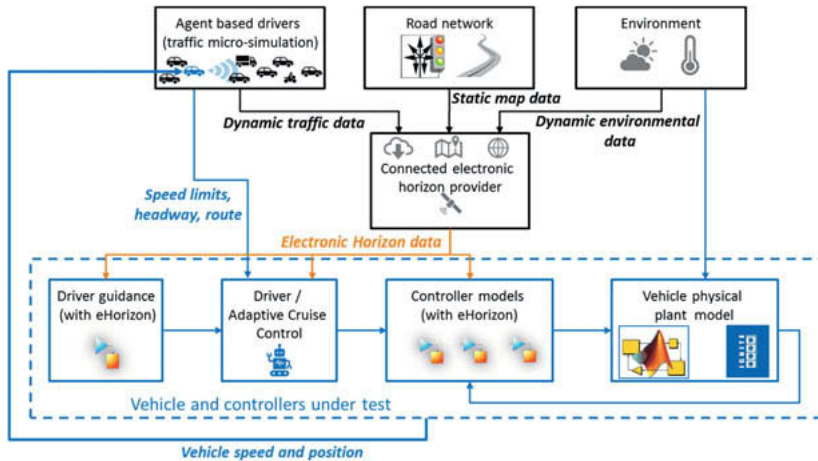 Agent based drivers
(traffic micro-simulation)
Road network
Environment
Static map data
Dynamic traffic data
Dynamic environmental
data
Connected electronic
horizon provider
Speed limits,
headway, route
Electronic Horizon data
Driver guidance
(with eHorizon)
Driver /
Adaptive Cruise
Control
Controller models
(with eHorizon)
Vehicle physical
plant model
IGNITE
Vehicle and controllers under test
Vehicle speed and position